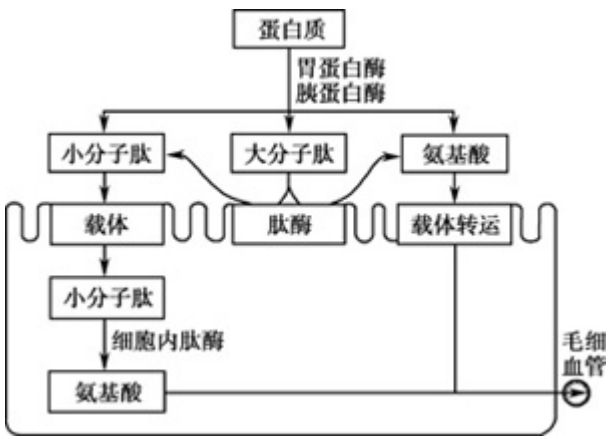 蛋白质
胃蛋白酶
胰蛋白酶
小分子肽
大分子肽
氨基酸
载体
肽酶
载体转运
小分子肽
细胞内肽酶
氨基酸
毛细
血管